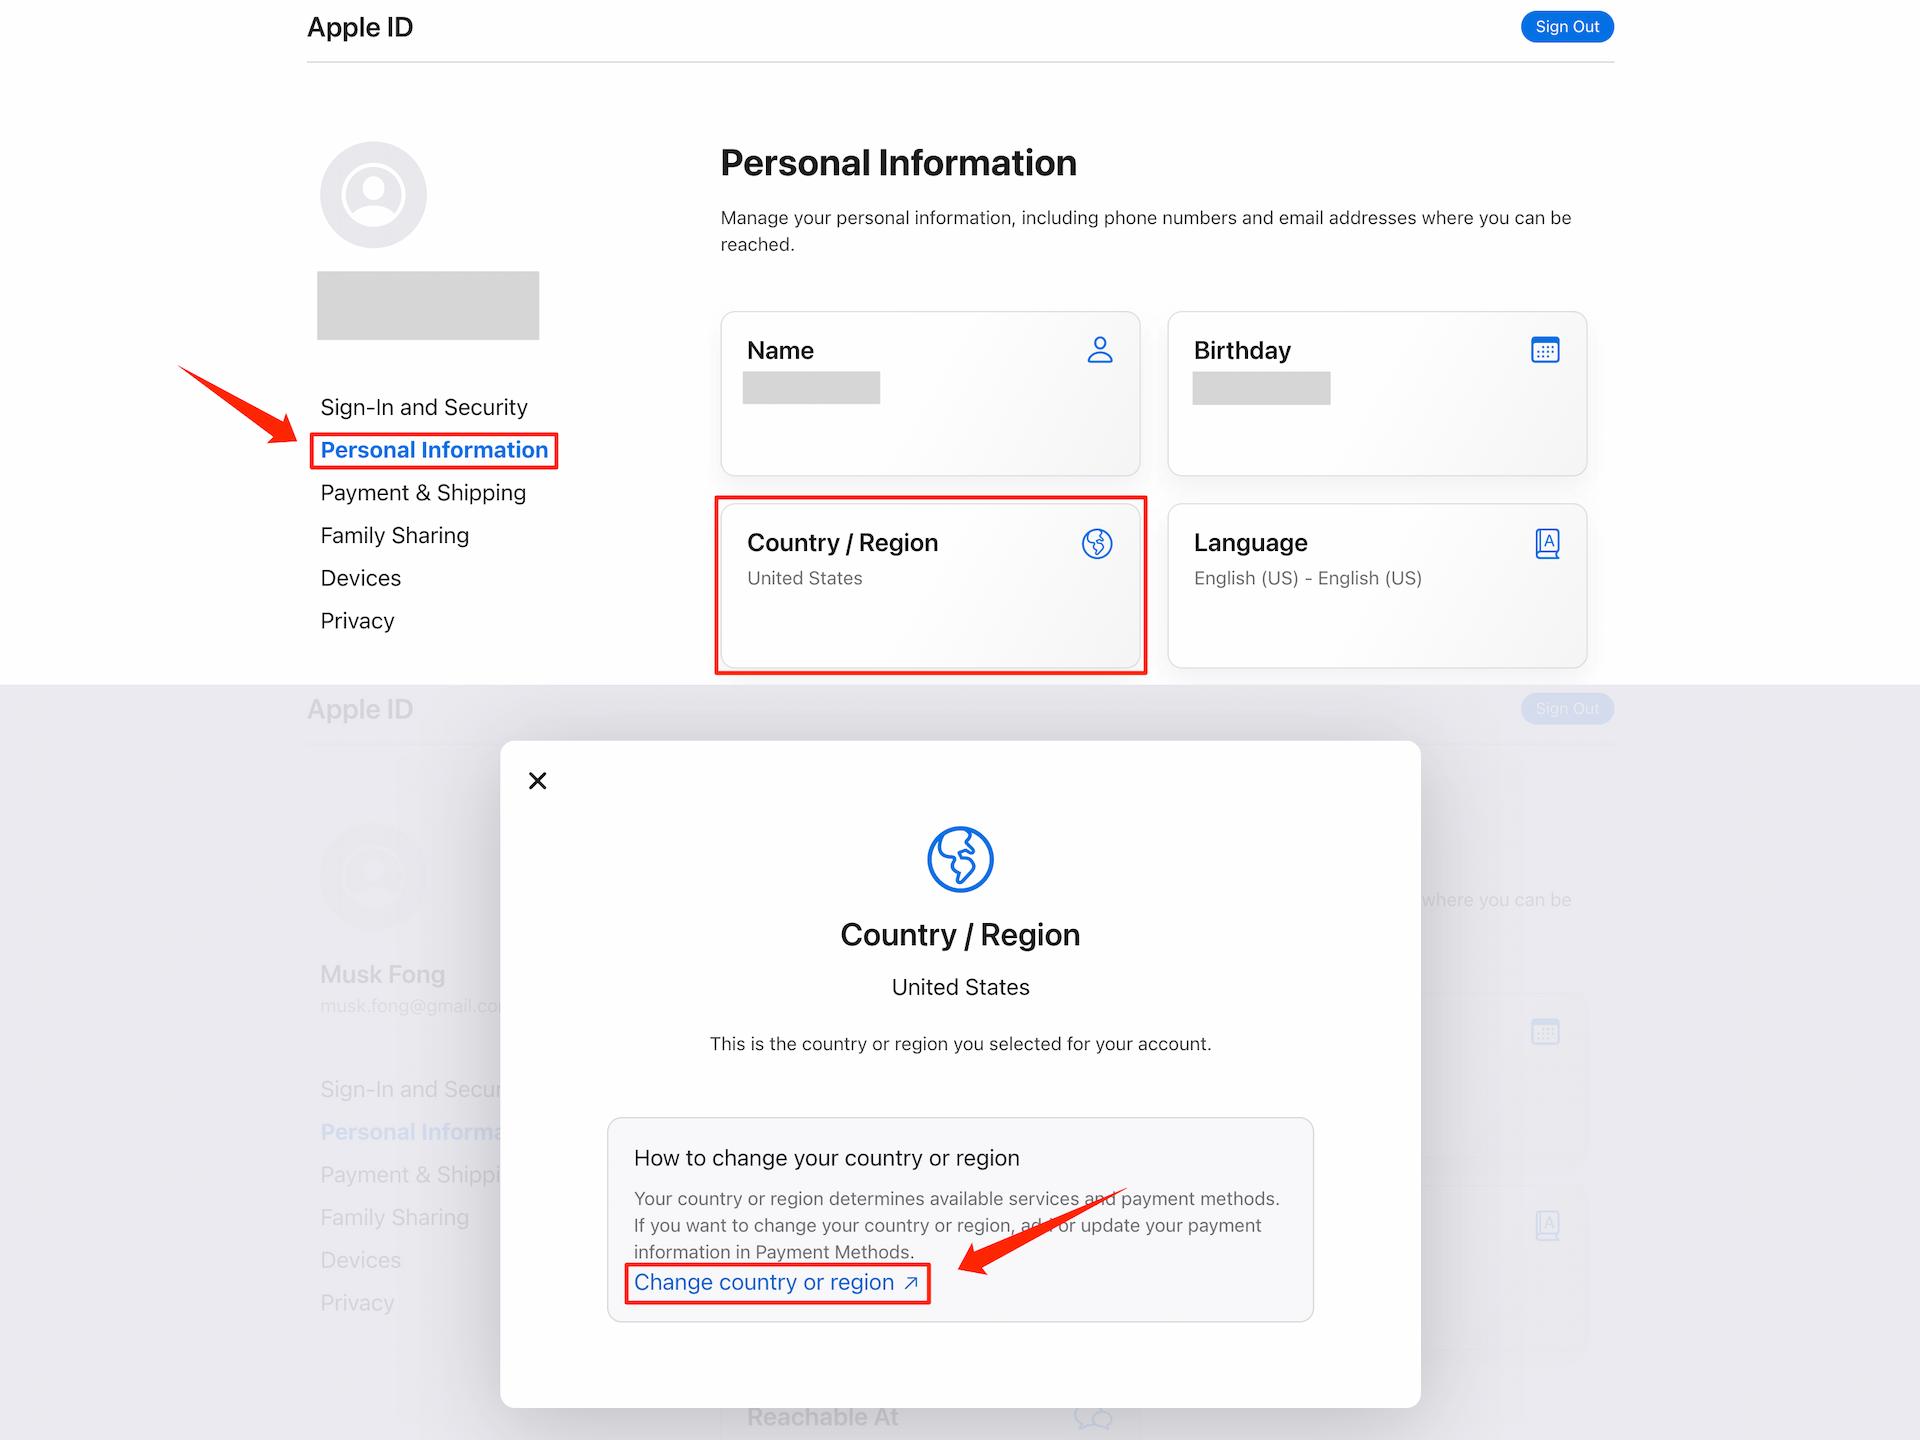 Apple ID
Sign Out
Personal Information
Manage your personal information, including phone numbers and email addresses where you can be
reached.
Sign-In and Security
Personal Information
Payment & Shipping
Family Sharing
Devices
Privacy
Name
Birthday
Country / Region
United States
Language
English (US) - English (US)
Apple ID
Sign Out
where you can be
Musk Fong
musk.fong@gmail.co
Sign-In and Secur
Personal Informa
Payment & Shippi
Family Sharing
Devices
Privacy
Country / Region
United States
This is the country or region you selected for your account.
How to change your country or region
Your country or region determines available services and payment methods.
If you want to change your country or region, add or update your payment
information in Payment Methods.
Change country or region ↗
Reachable At